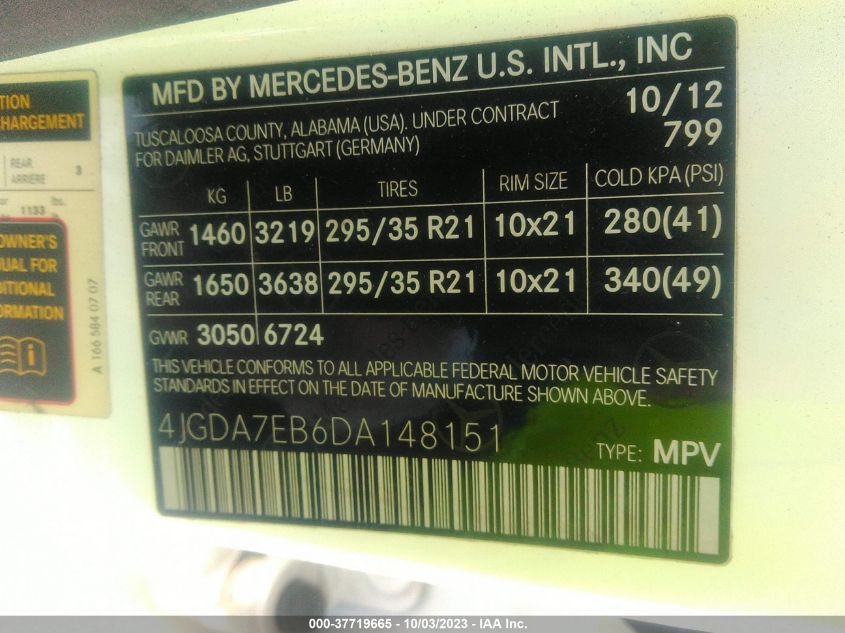 TION
CHARGEMENT
REAR
ARRIÈRE 3
1133 lbs.
OWNER'S
UAL FOR
DITIONAL
ORMATION
A 166 584 07 07
MFD BY MERCEDES-BENZ U.S. INTL., INC
TUSCALOOSA COUNTY, ALABAMA (USA). UNDER CONTRACT 10/12
FOR DAIMLER AG, STUTTGART (GERMANY) 799
KG LB TIRES RIM SIZE COLD KPA (PSI)
GAWR FRONT 1460 3219 295/35 R21 10x21 280(41)
GAWR REAR 1650 3638 295/35 R21 10x21 340(49)
GVWR 3050 6724
THIS VEHICLE CONFORMS TO ALL APPLICABLE FEDERAL MOTOR VEHICLE SAFETY
STANDARDS IN EFFECT ON THE DATE OF MANUFACTURE SHOWN ABOVE.
4JGDA7EB6DA148151 TYPE: MPV
000-37719665 - 10/03/2023 - IAA Inc.